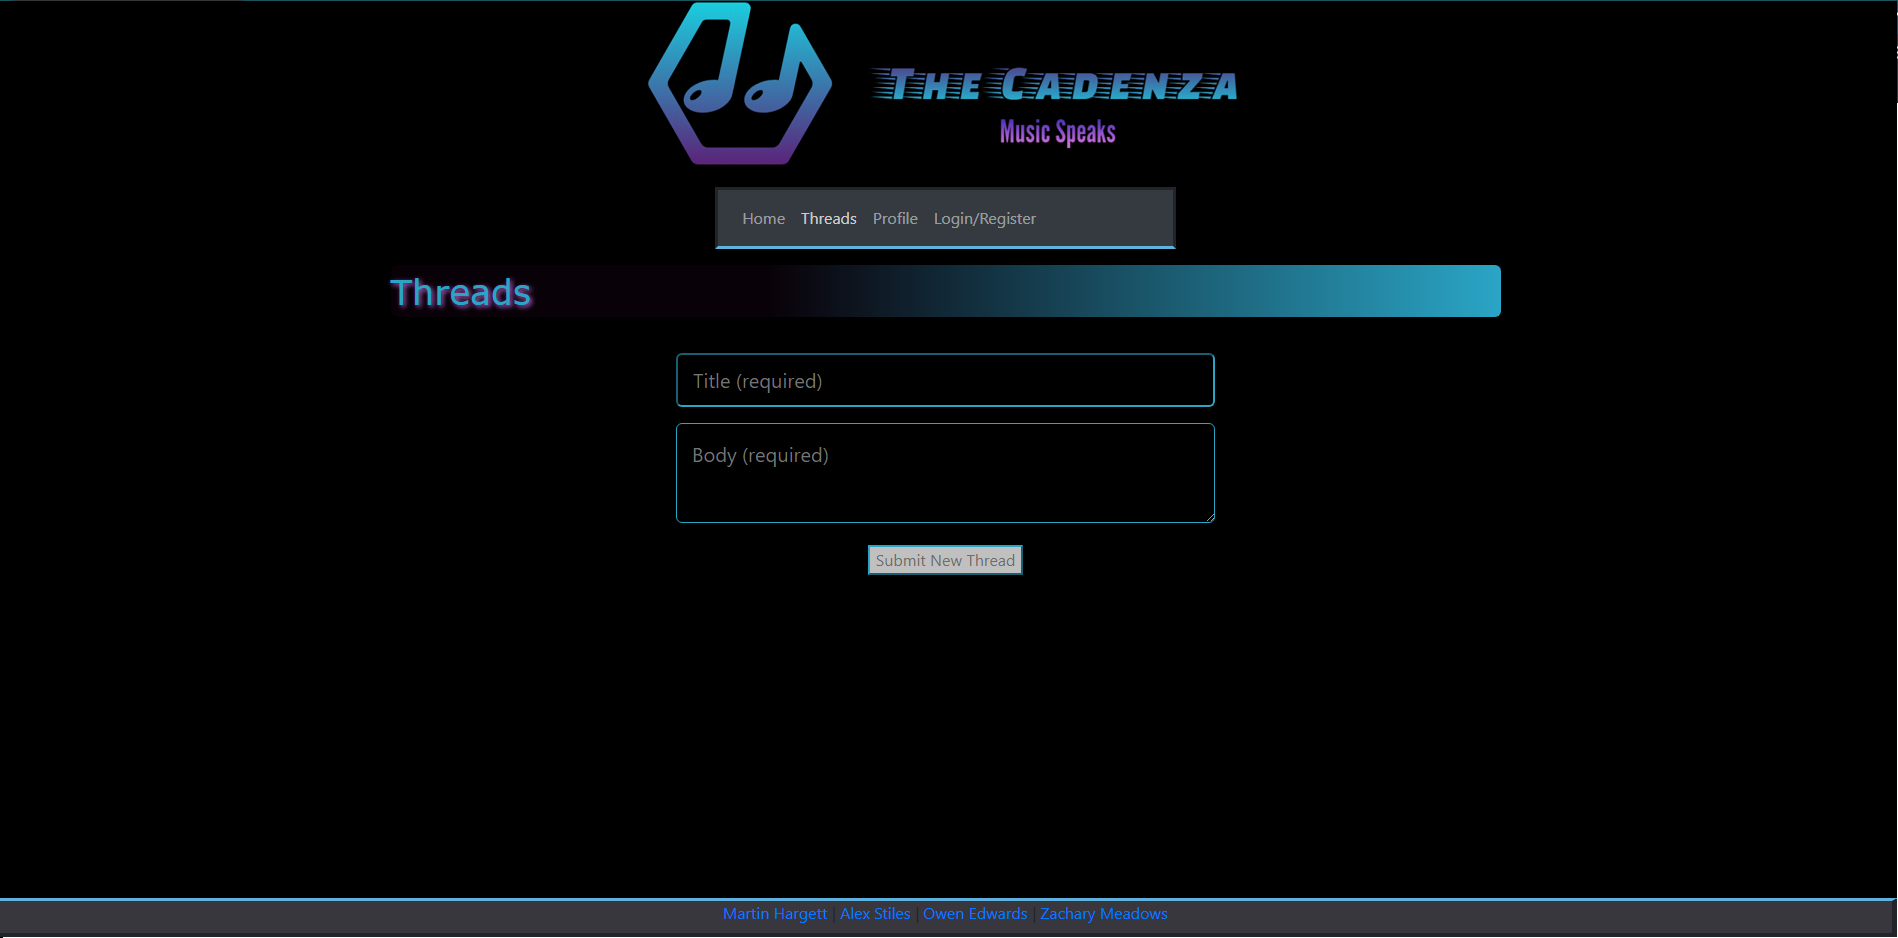 The Cadenza
Music Speaks
Home Threads Profile Login/Register
Threads
Title (required)
Body (required)
Submit New Thread
Martin Hargett | Alex Stiles | Owen Edwards | Zachary Meadows